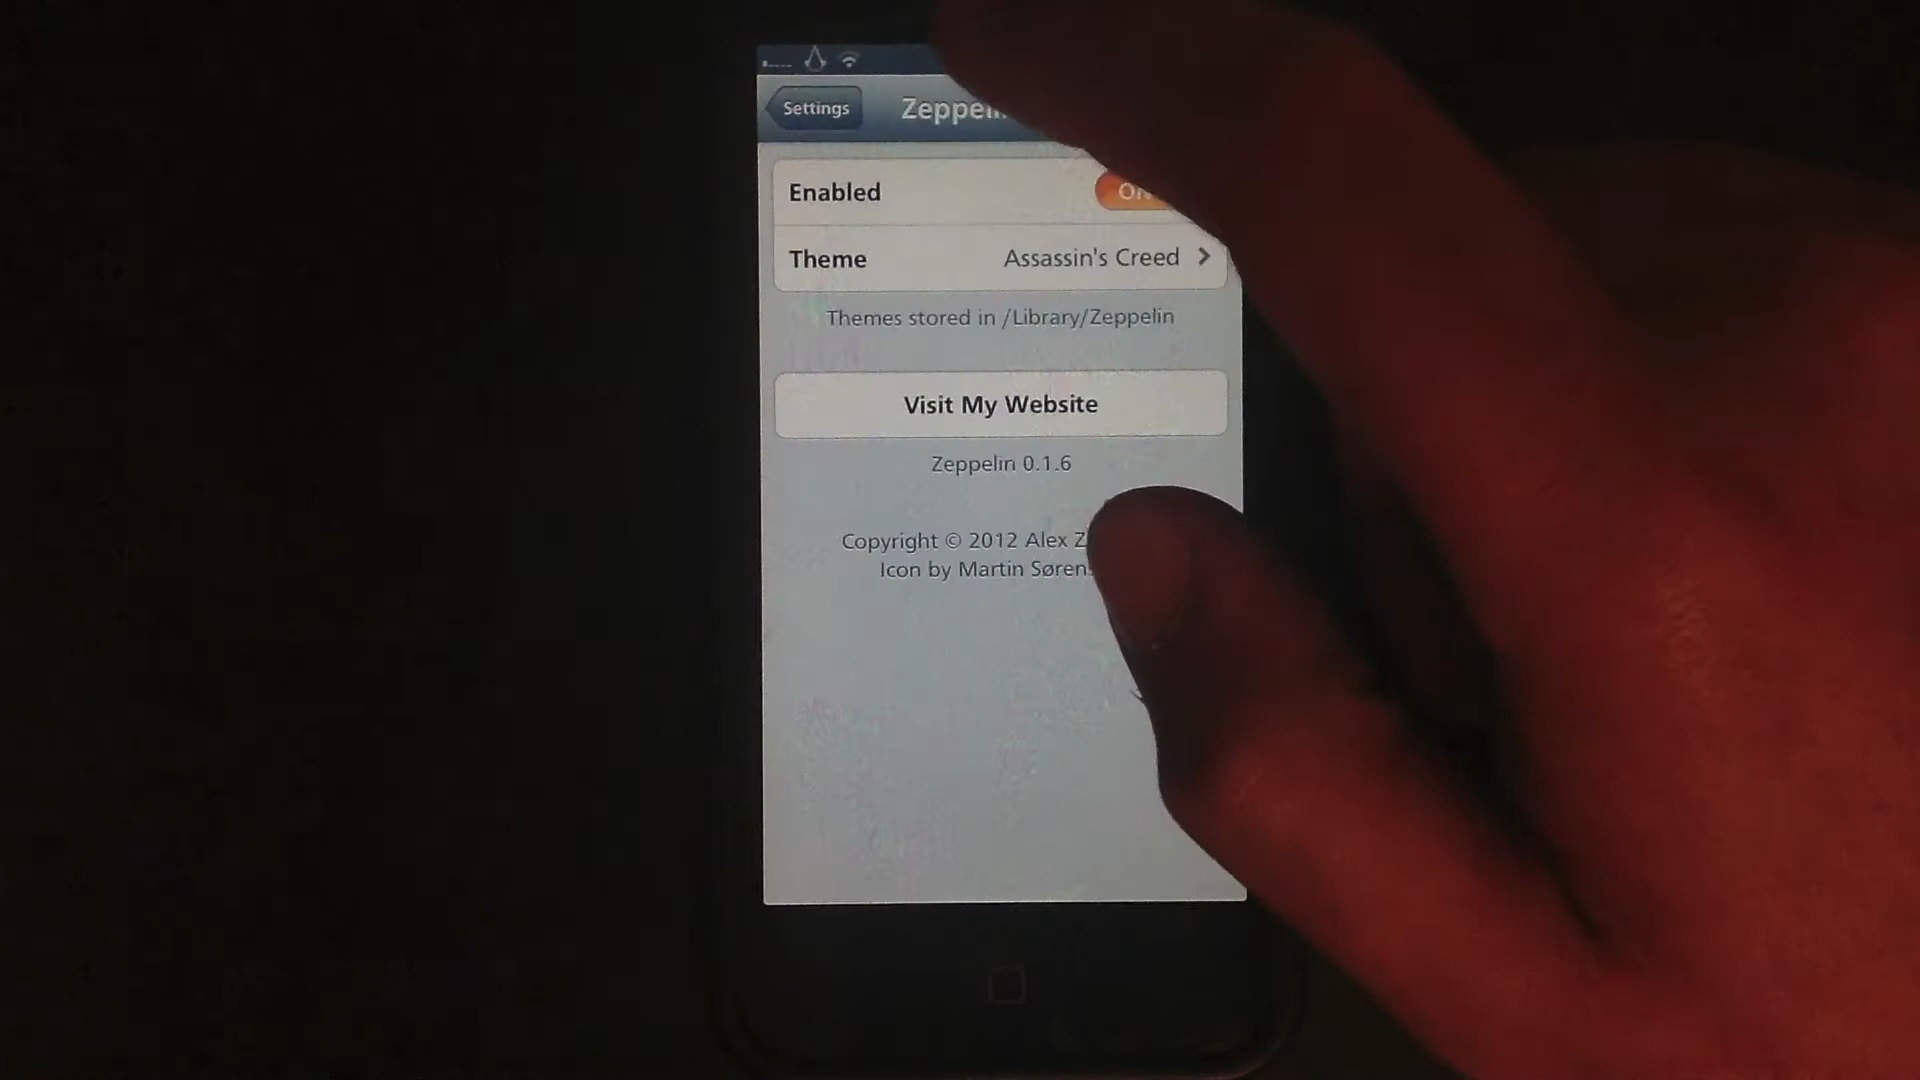 Settings
Enabled ON
Theme Assassin's Creed
Themes stored in /Library/Zeppelin
Visit My Website
Zeppelin 0.1.6
Copyright © 2012 Alex
Icon by Martin